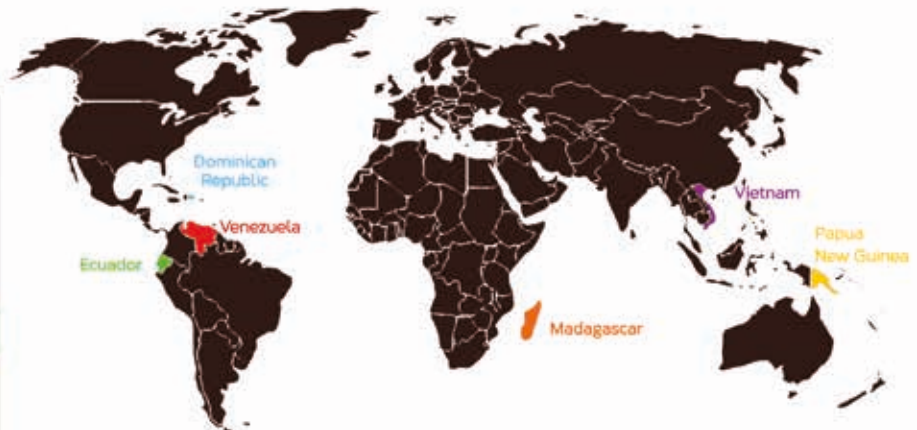 Dominican
Republic
Venezuela
Ecuador
Vietnam
Papua
New Guinea
Madagascar